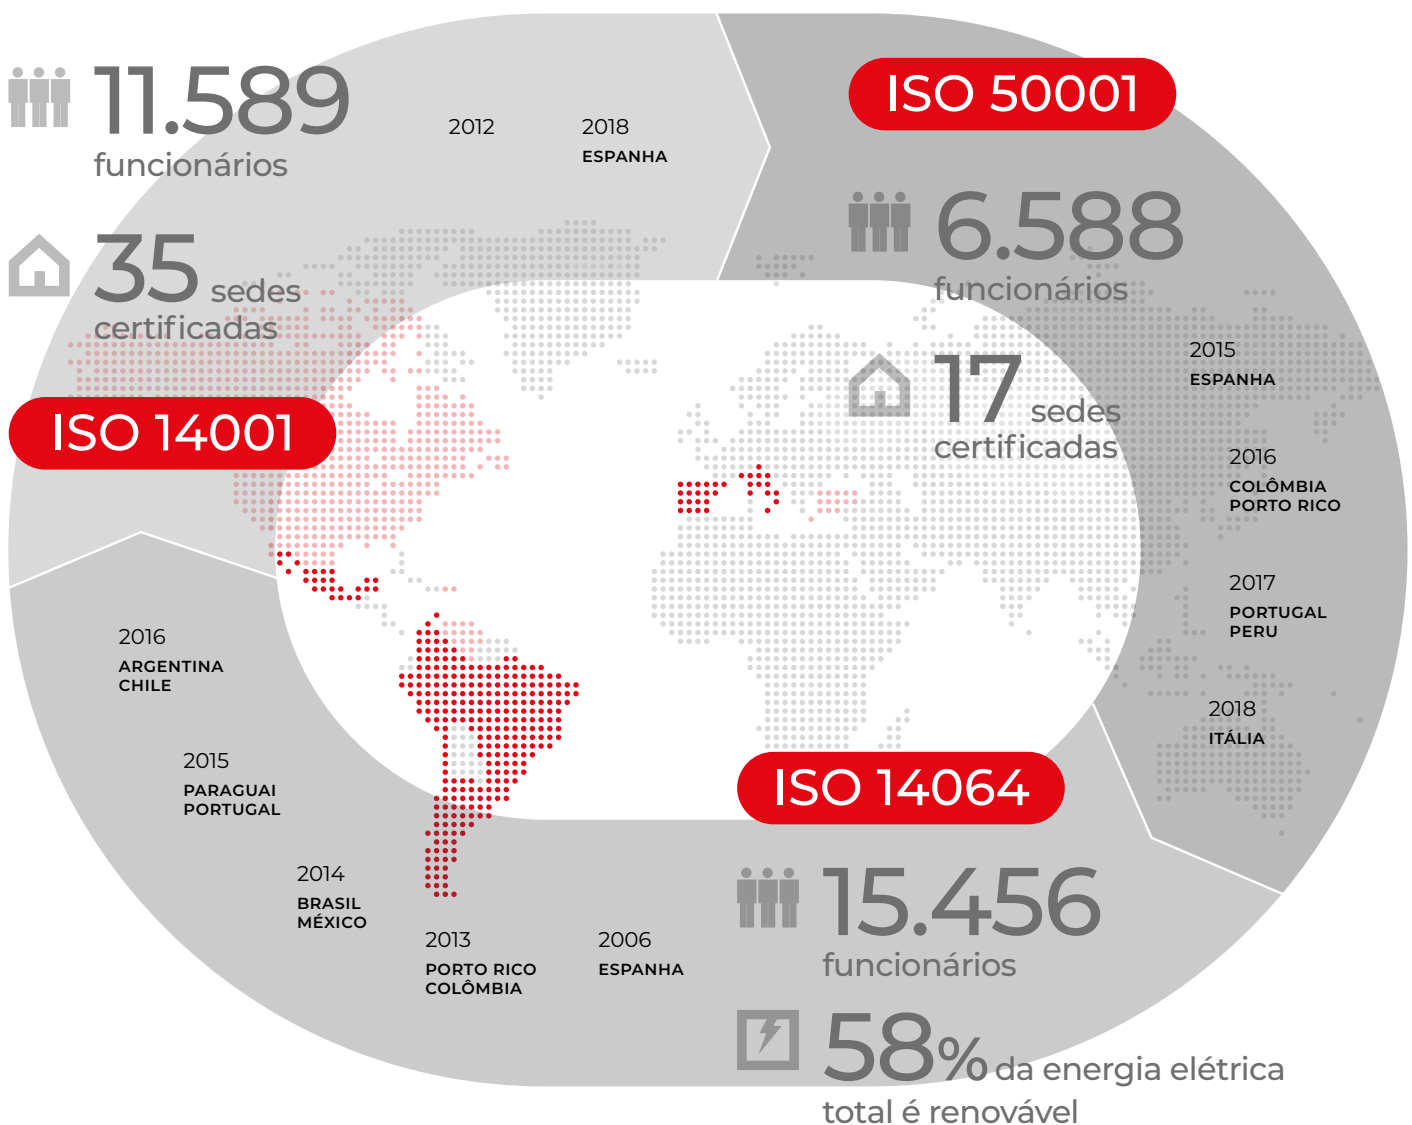 11.589
funcionários
35 sedes
certificadas
ISO 14001
2012
2018
ESPANHA
ISO 50001
6.588
funcionários
17 sedes
certificadas
2015
ESPANHA
2016
COLÔMBIA
PORTO RICO
2017
PORTUGAL
PERU
2018
ITÁLIA
2016
ARGENTINA
CHILE
2015
PARAGUAI
PORTUGAL
2014
BRASIL
MÉXICO
2013
PORTO RICO
COLÔMBIA
2006
ESPANHA
ISO 14064
15.456
funcionários
58% da energia elétrica
total é renovável